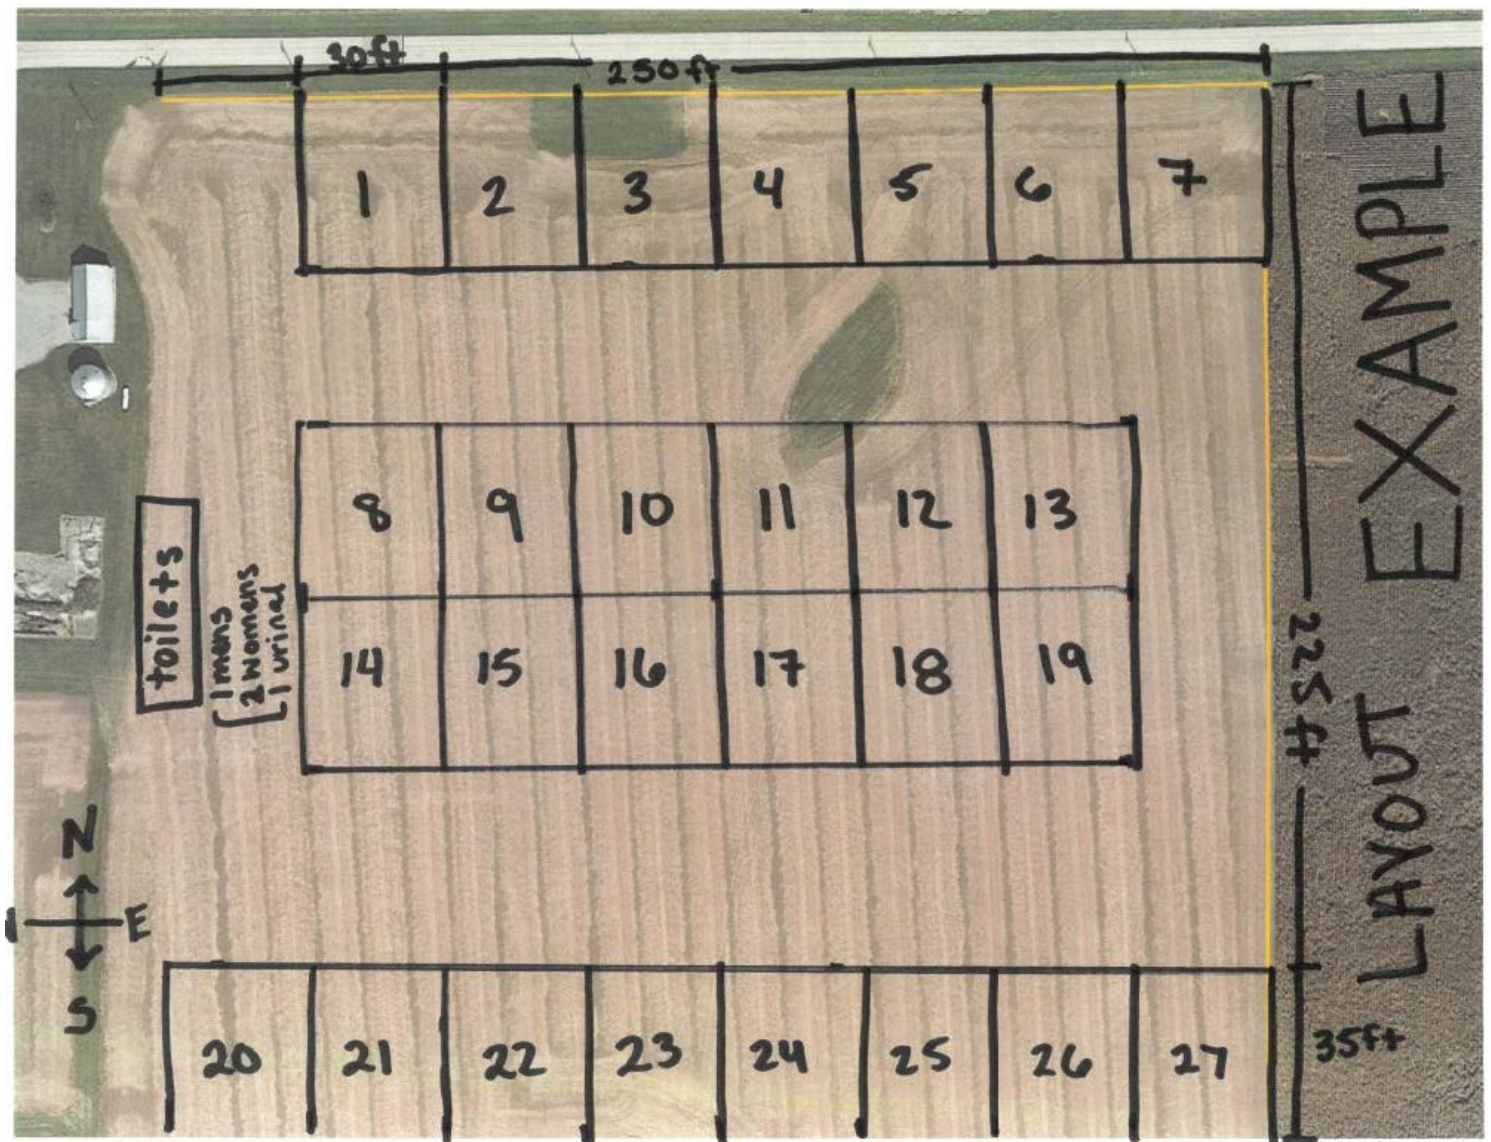 30ft
250ft
1 2 3 4 5 6 7
8 9 10 11 12 13
14 15 16 17 18 19
20 21 22 23 24 25 26 27
toilets
1 mens
2 womens
1 urinal
N
E
S
225ft
35ft
LAYOUT EXAMPLE